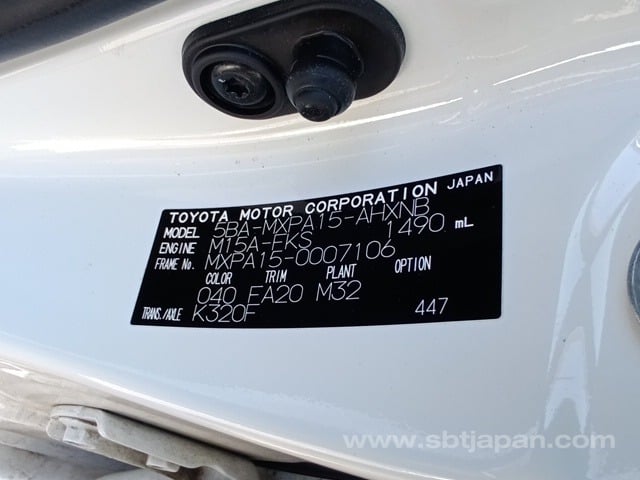 TOYOTA MOTOR CORPORATION JAPAN
MODEL 5BA-MXPA15-AHXNB
ENGINE M15A-FKS 1490 mL
FRAME No. MXPA15-0007106
COLOR TRIM PLANT OPTION
040 EA20 M32
TRANS./AXLE K320F 447
www.sbtjapan.com